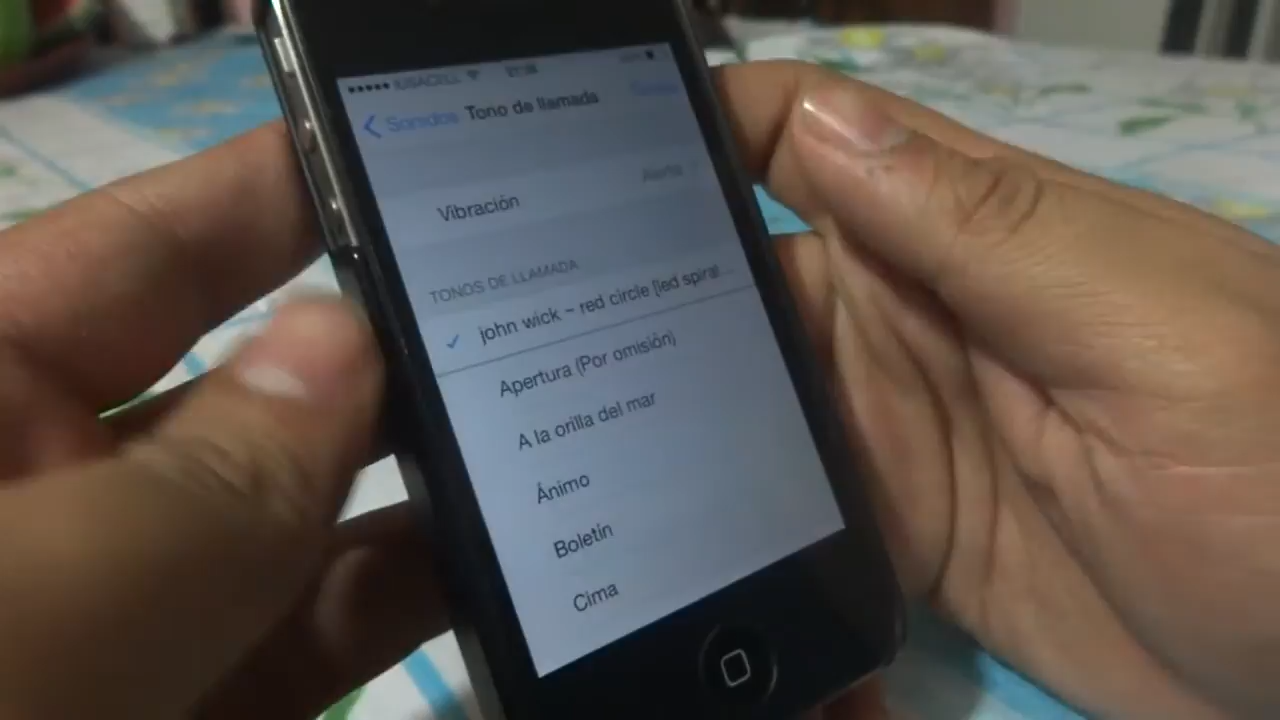 Sonidos Tono de llamada
Vibración
TONOS DE LLAMADA
john wick - red circle [led spiral...
Apertura (Por omisión)
A la orilla del mar
Ánimo
Boletín
Cima